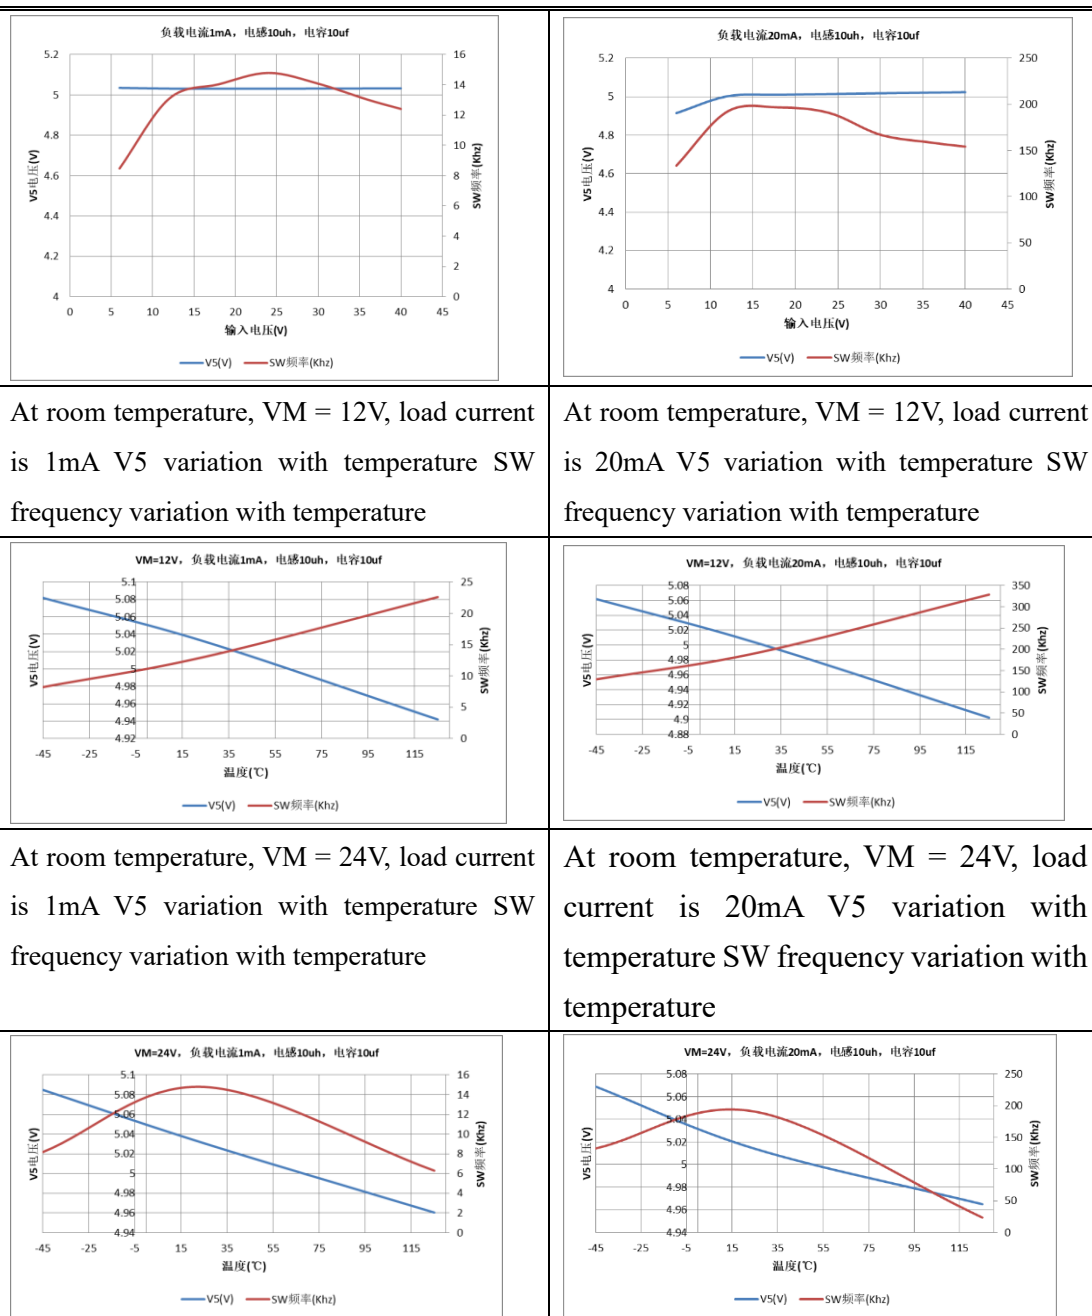 负载电流1mA，电感10uh，电容10uf
5.2
5
4.8
4.6
4.4
4.2
4
V5电压(V)
16
14
12
10
8
6
4
2
0
SW频率(Khz)
0 5 10 15 20 25 30 35 40 45
输入电压(V)
V5(V) SW频率(Khz)
负载电流20mA，电感10uh，电容10uf
5.2
5
4.8
4.6
4.4
4.2
4
V5电压(V)
250
200
150
100
50
0
SW频率(Khz)
0 5 10 15 20 25 30 35 40 45
输入电压(V)
V5(V) SW频率(Khz)
At room temperature, VM = 12V, load current
is 1mA V5 variation with temperature SW
frequency variation with temperature
At room temperature, VM = 12V, load current
is 20mA V5 variation with temperature SW
frequency variation with temperature
VM=12V，负载电流1mA，电感10uh，电容10uf
5.1
5.08
5.06
5.04
5.02
5
4.98
4.96
4.94
4.92
V5电压(V)
25
20
15
10
5
0
SW频率(Khz)
-45 -25 -5 15 35 55 75 95 115
温度(℃)
V5(V) SW频率(Khz)
VM=12V，负载电流20mA，电感10uh，电容10uf
5.08
5.06
5.04
5.02
5
4.98
4.96
4.94
4.92
4.9
4.88
V5电压(V)
350
300
250
200
150
100
50
0
SW频率(Khz)
-45 -25 -5 15 35 55 75 95 115
温度(℃)
V5(V) SW频率(Khz)
At room temperature, VM = 24V, load current
is 1mA V5 variation with temperature SW
frequency variation with temperature
At room temperature, VM = 24V, load
current is 20mA V5 variation with
temperature SW frequency variation with
temperature
VM=24V，负载电流1mA，电感10uh，电容10uf
5.1
5.08
5.06
5.04
5.02
5
4.98
4.96
4.94
V5电压(V)
16
14
12
10
8
6
4
2
0
SW频率(Khz)
-45 -25 -5 15 35 55 75 95 115
温度(℃)
V5(V) SW频率(Khz)
VM=24V，负载电流20mA，电感10uh，电容10uf
5.08
5.06
5.04
5.02
5
4.98
4.96
4.94
V5电压(V)
250
200
150
100
50
0
SW频率(Khz)
-45 -25 -5 15 35 55 75 95 115
温度(℃)
V5(V) SW频率(Khz)